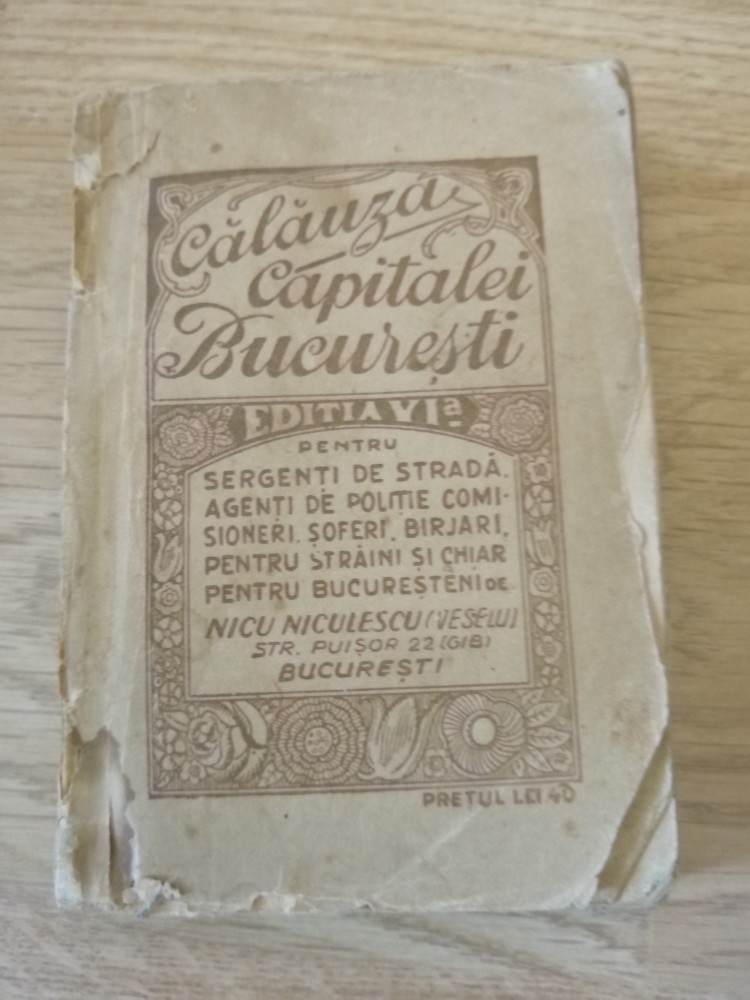 Călăuza
Capitalei
București
EDIȚIA VIª
PENTRU
SERGENȚI DE STRADĂ.
AGENȚI DE POLIȚIE COMI-
SIONERI. ȘOFERI, BIRJARI,
PENTRU STRĂINI ȘI CHIAR
PENTRU BUCUREȘTENI DE
NICU NICULESCU (VESELU)
STR. PUIȘOR 22 (GIB)
BUCUREȘTI
PREȚUL LEI 40